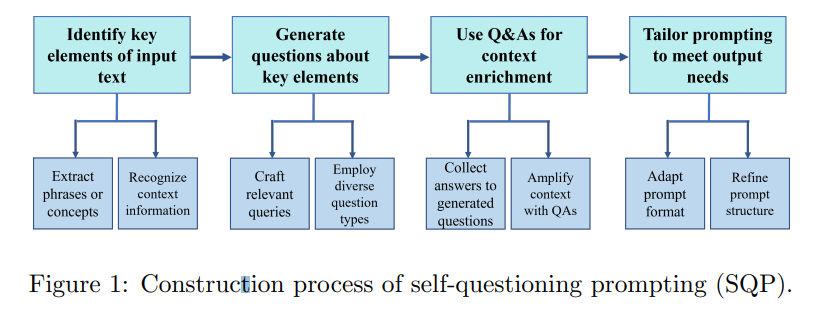 Identify key
elements of input
text
Generate
questions about
key elements
Use Q&As for
context
enrichment
Tailor prompting
to meet output
needs
Extract
phrases or
concepts
Recognize
context
information
Craft
relevant
queries
Employ
diverse
question
types
Collect
answers to
generated
questions
Amplify
context
with QAs
Adapt
prompt
format
Refine
prompt
structure
Figure 1: Construction process of self-questioning prompting (SQP).